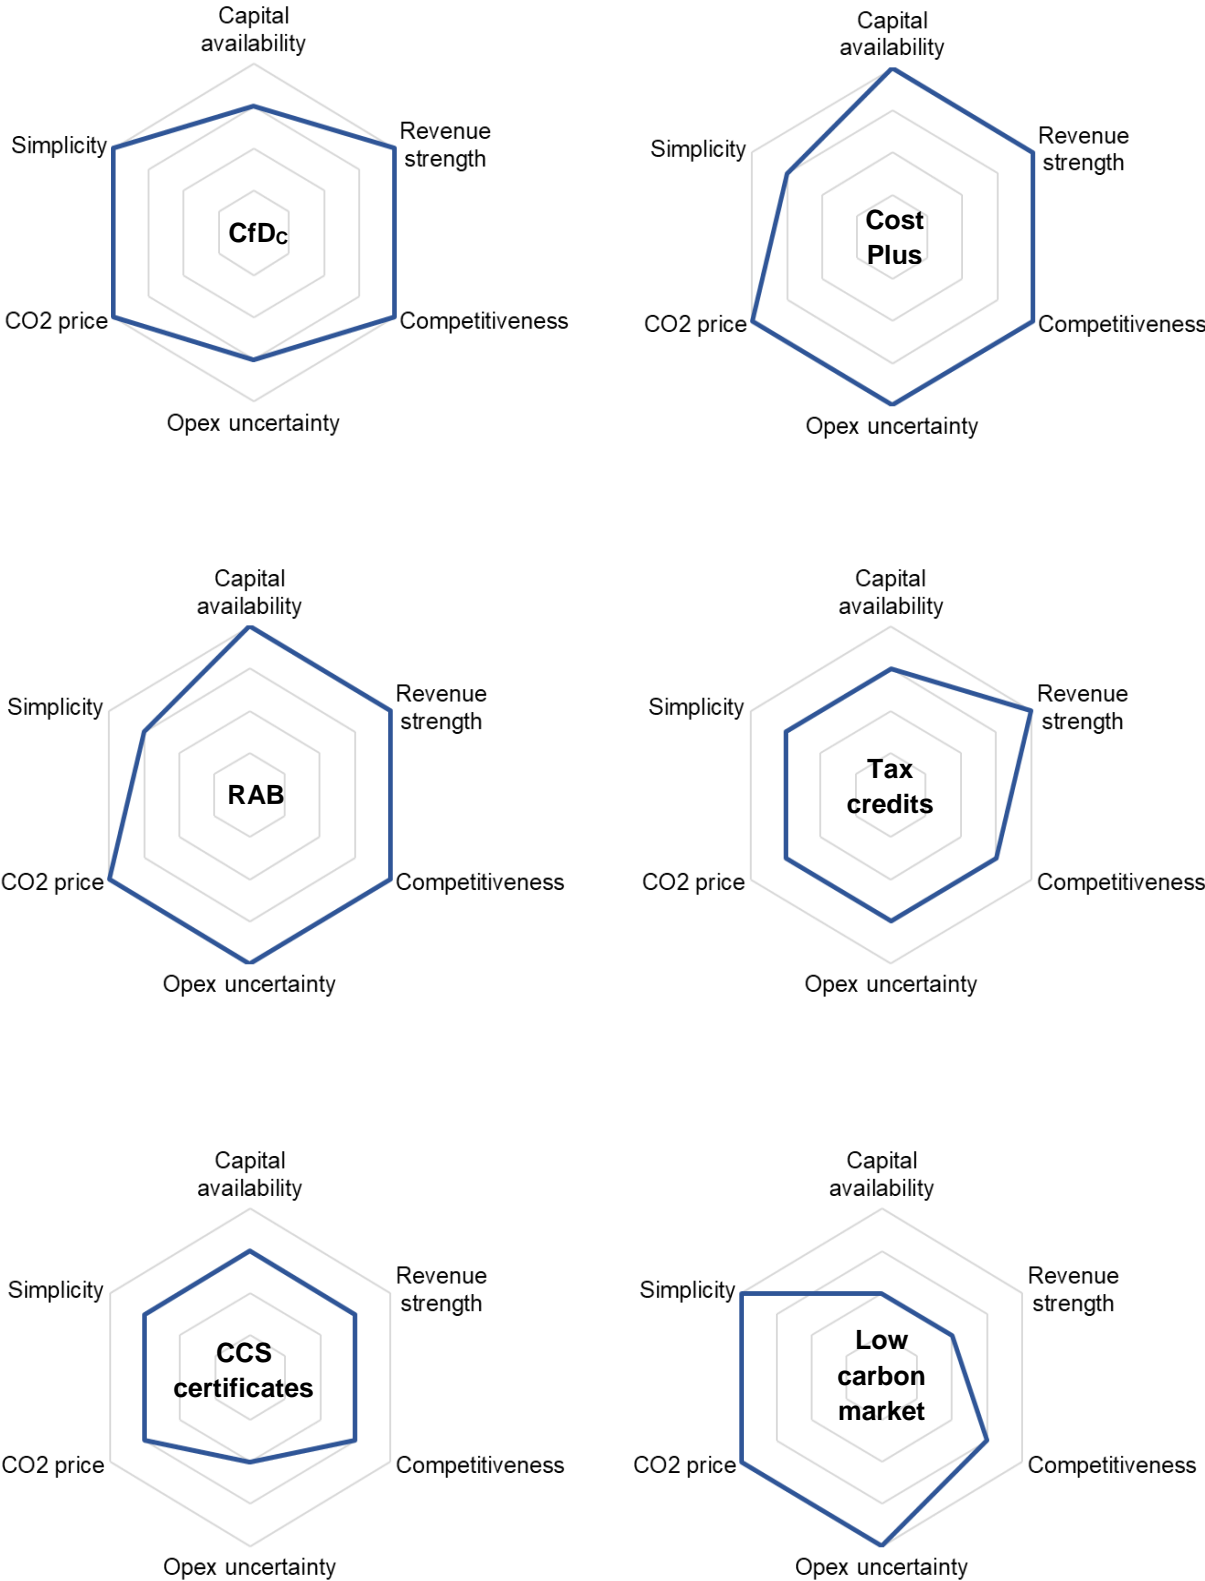 Capital
availability
Simplicity
Revenue
strength
CfDC
CO2 price
Competitiveness
Opex uncertainty
Capital
availability
Simplicity
Revenue
strength
Cost
Plus
CO2 price
Competitiveness
Opex uncertainty
Capital
availability
Simplicity
Revenue
strength
RAB
CO2 price
Competitiveness
Opex uncertainty
Capital
availability
Simplicity
Revenue
strength
Tax
credits
CO2 price
Competitiveness
Opex uncertainty
Capital
availability
Simplicity
Revenue
strength
CCS
certificates
CO2 price
Competitiveness
Opex uncertainty
Capital
availability
Simplicity
Revenue
strength
Low
carbon
market
CO2 price
Competitiveness
Opex uncertainty